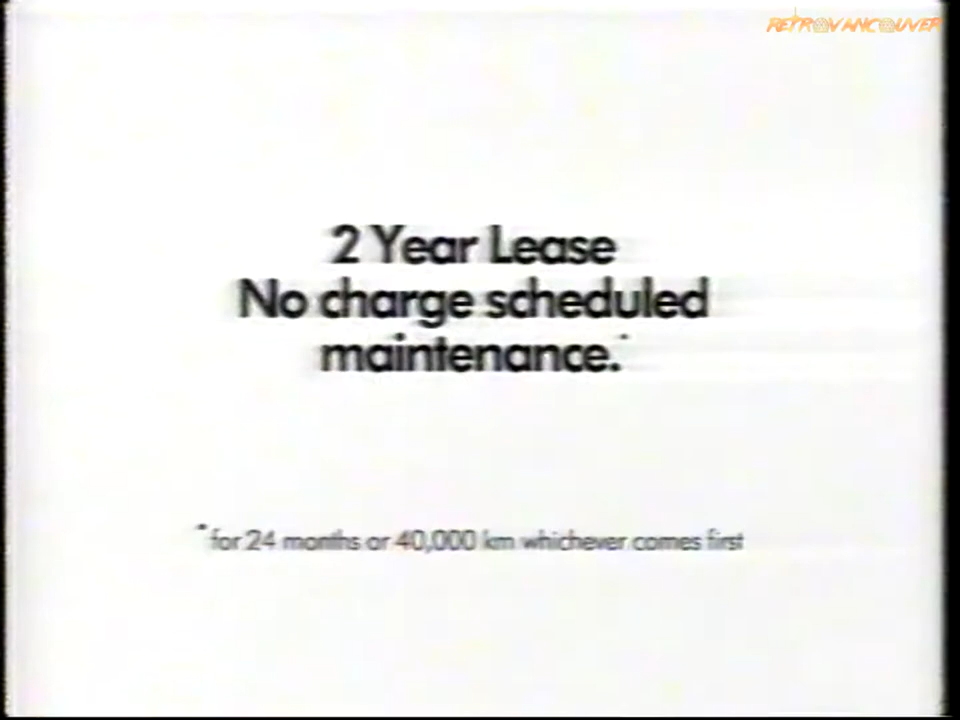 RETROVANCOUVER
2 Year Lease
No charge scheduled
maintenance.*
*for 24 months or 40,000 km whichever comes first